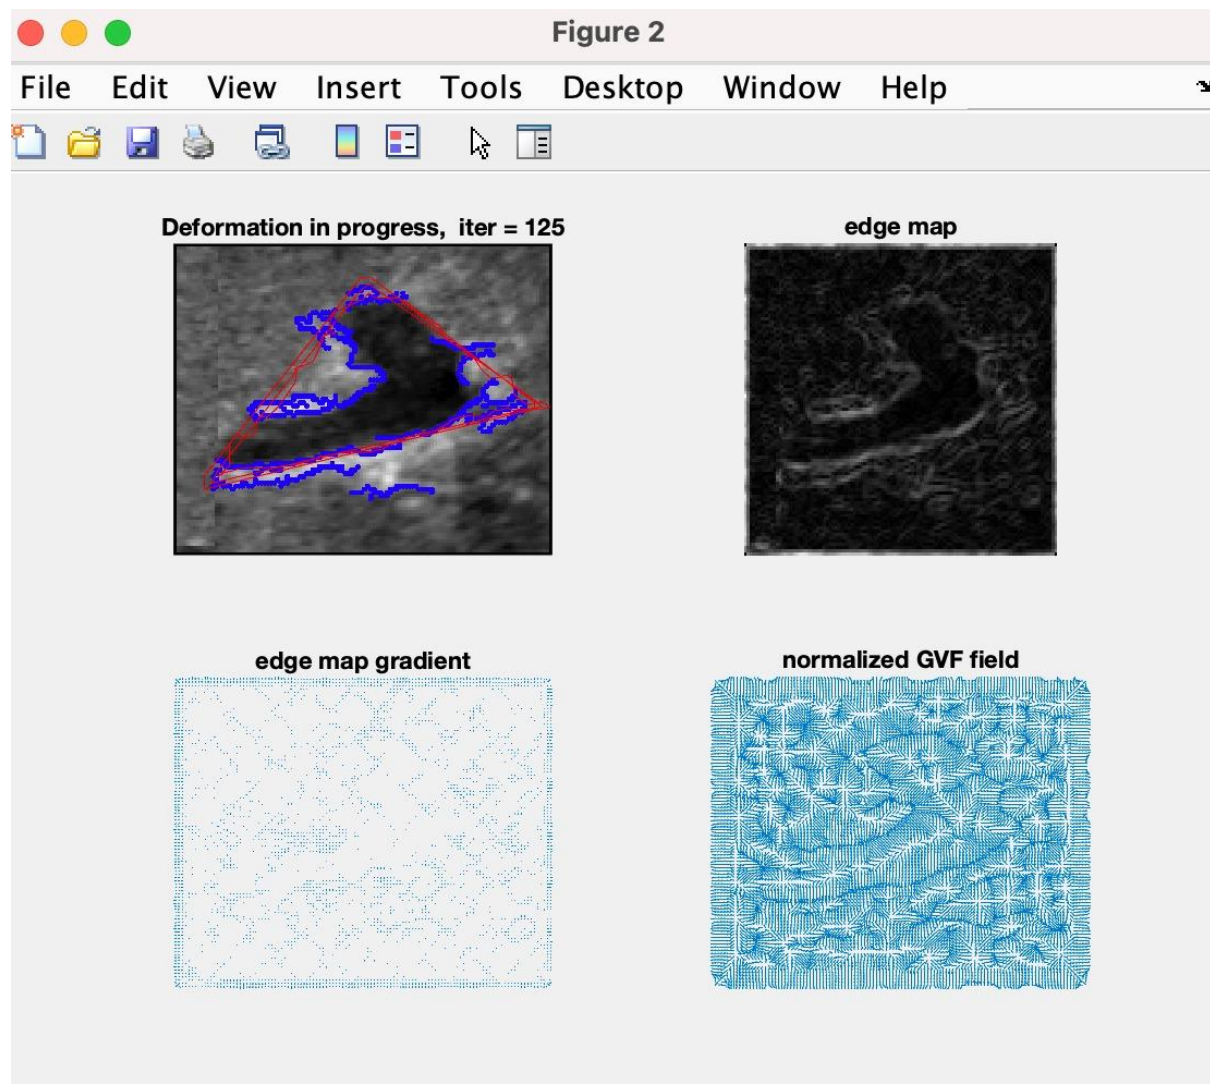 Figure 2
File Edit View Insert Tools Desktop Window Help
Deformation in progress, iter = 125
edge map
edge map gradient
normalized GVF field